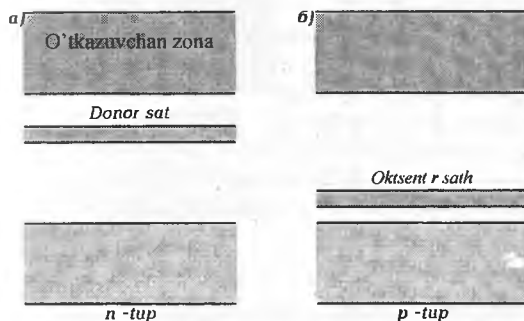 а)
O’tkazuvchan zona
Donor sat
n -tup
б)
Oktsent r sath
p -tup